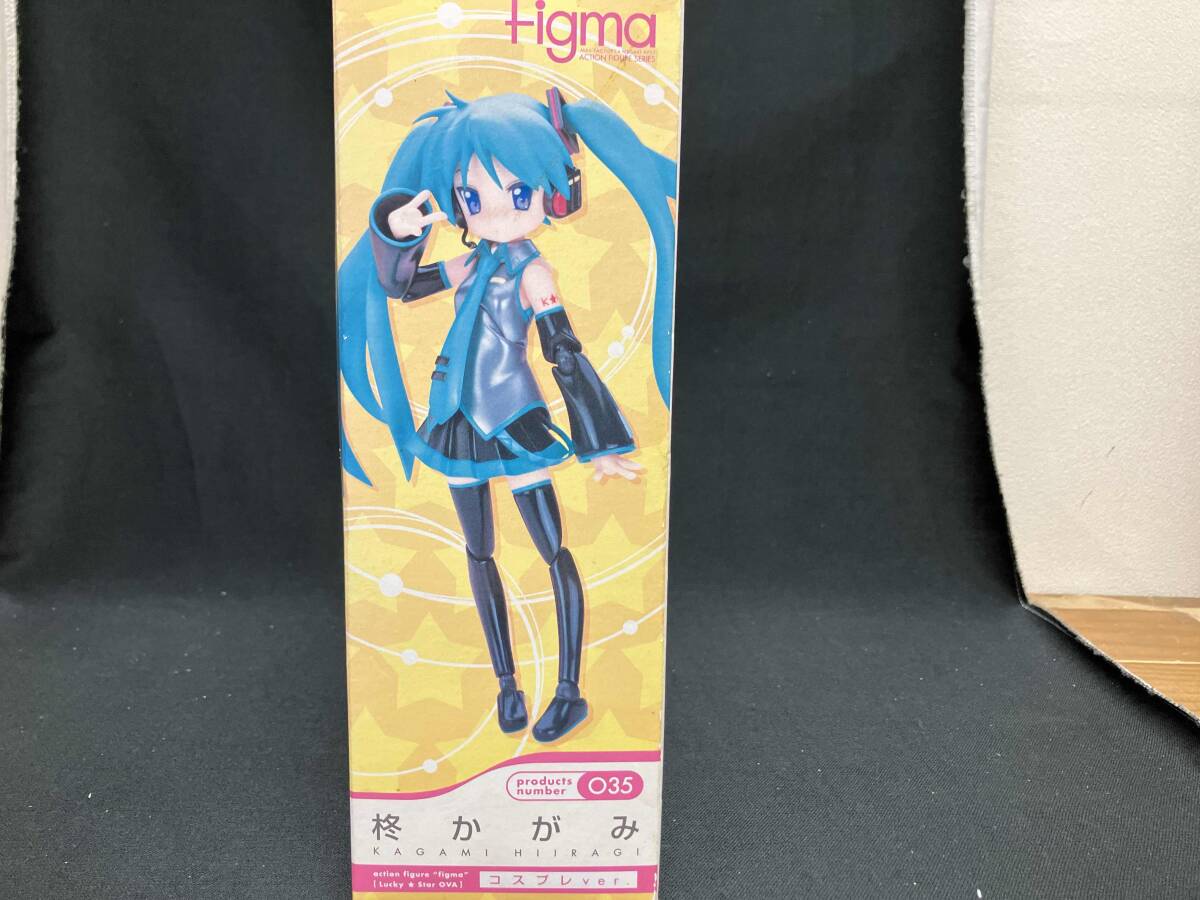 figma
ACTION FIGURE SERIES
K★
products
number
035
柊かがみ
KAGAMI HIIRAGI
action figure "figma"
[Lucky ★ Star OVA]
コスプレver.